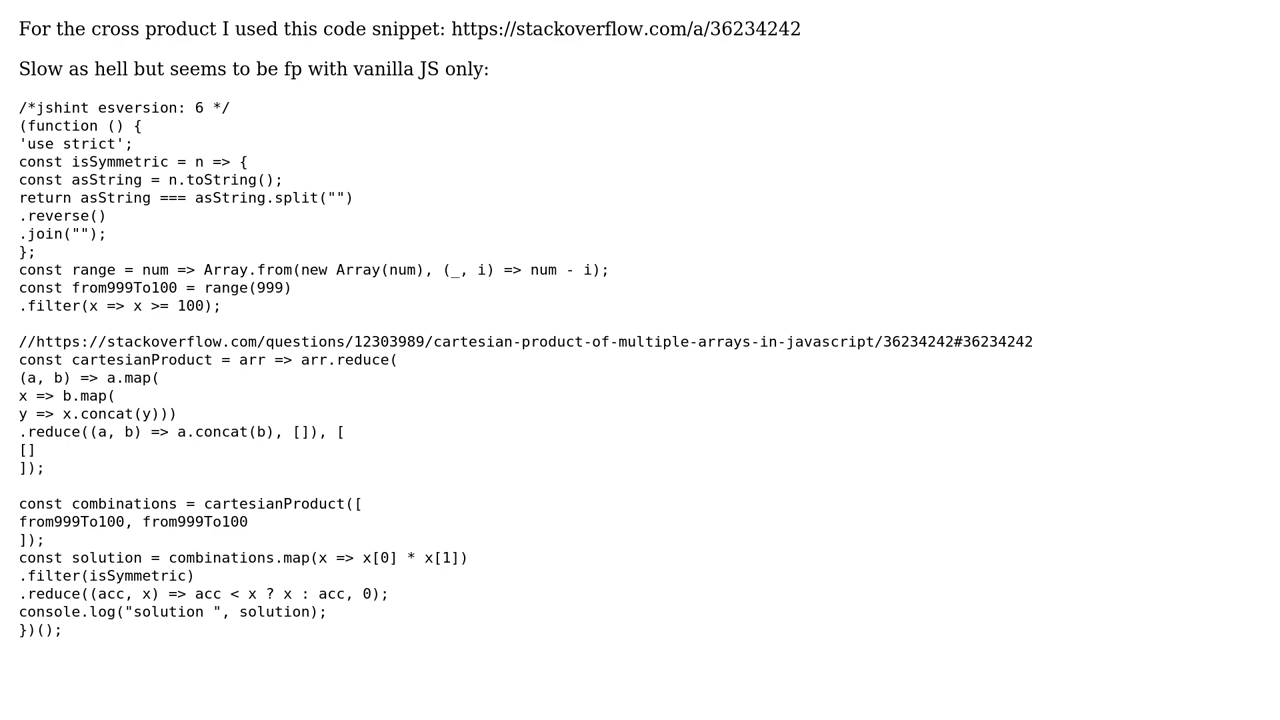 For the cross product I used this code snippet: https://stackoverflow.com/a/36234242
Slow as hell but seems to be fp with vanilla JS only:
/*jshint esversion: 6 */
(function () {
'use strict';
const isSymmetric = n => {
const asString = n.toString();
return asString === asString.split("")
.reverse()
.join("");
};
const range = num => Array.from(new Array(num), (_, i) => num - i);
const from999To100 = range(999)
.filter(x => x >= 100);
//https://stackoverflow.com/questions/12303989/cartesian-product-of-multiple-arrays-in-javascript/36234242#36234242
const cartesianProduct = arr => arr.reduce(
(a, b) => a.map(
x => b.map(
y => x.concat(y)))
.reduce((a, b) => a.concat(b), []), [
[]
]);
const combinations = cartesianProduct([
from999To100, from999To100
]);
const solution = combinations.map(x => x[0] * x[1])
.filter(isSymmetric)
.reduce((acc, x) => acc < x ? x : acc, 0);
console.log("solution ", solution);
})();